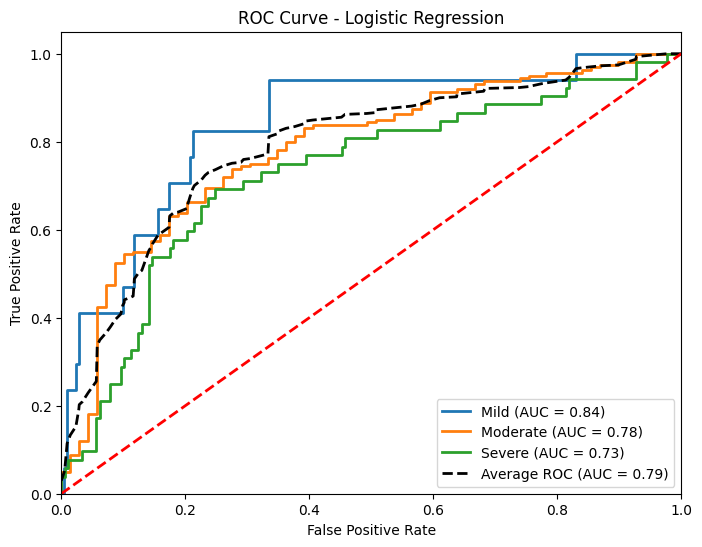 ROC Curve - Logistic Regression
True Positive Rate
1.0
0.8
0.6
0.4
0.2
0.0
Mild (AUC = 0.84)
Moderate (AUC = 0.78)
Severe (AUC = 0.73)
Average ROC (AUC = 0.79)
0.0 0.2 0.4 0.6 0.8 1.0
False Positive Rate